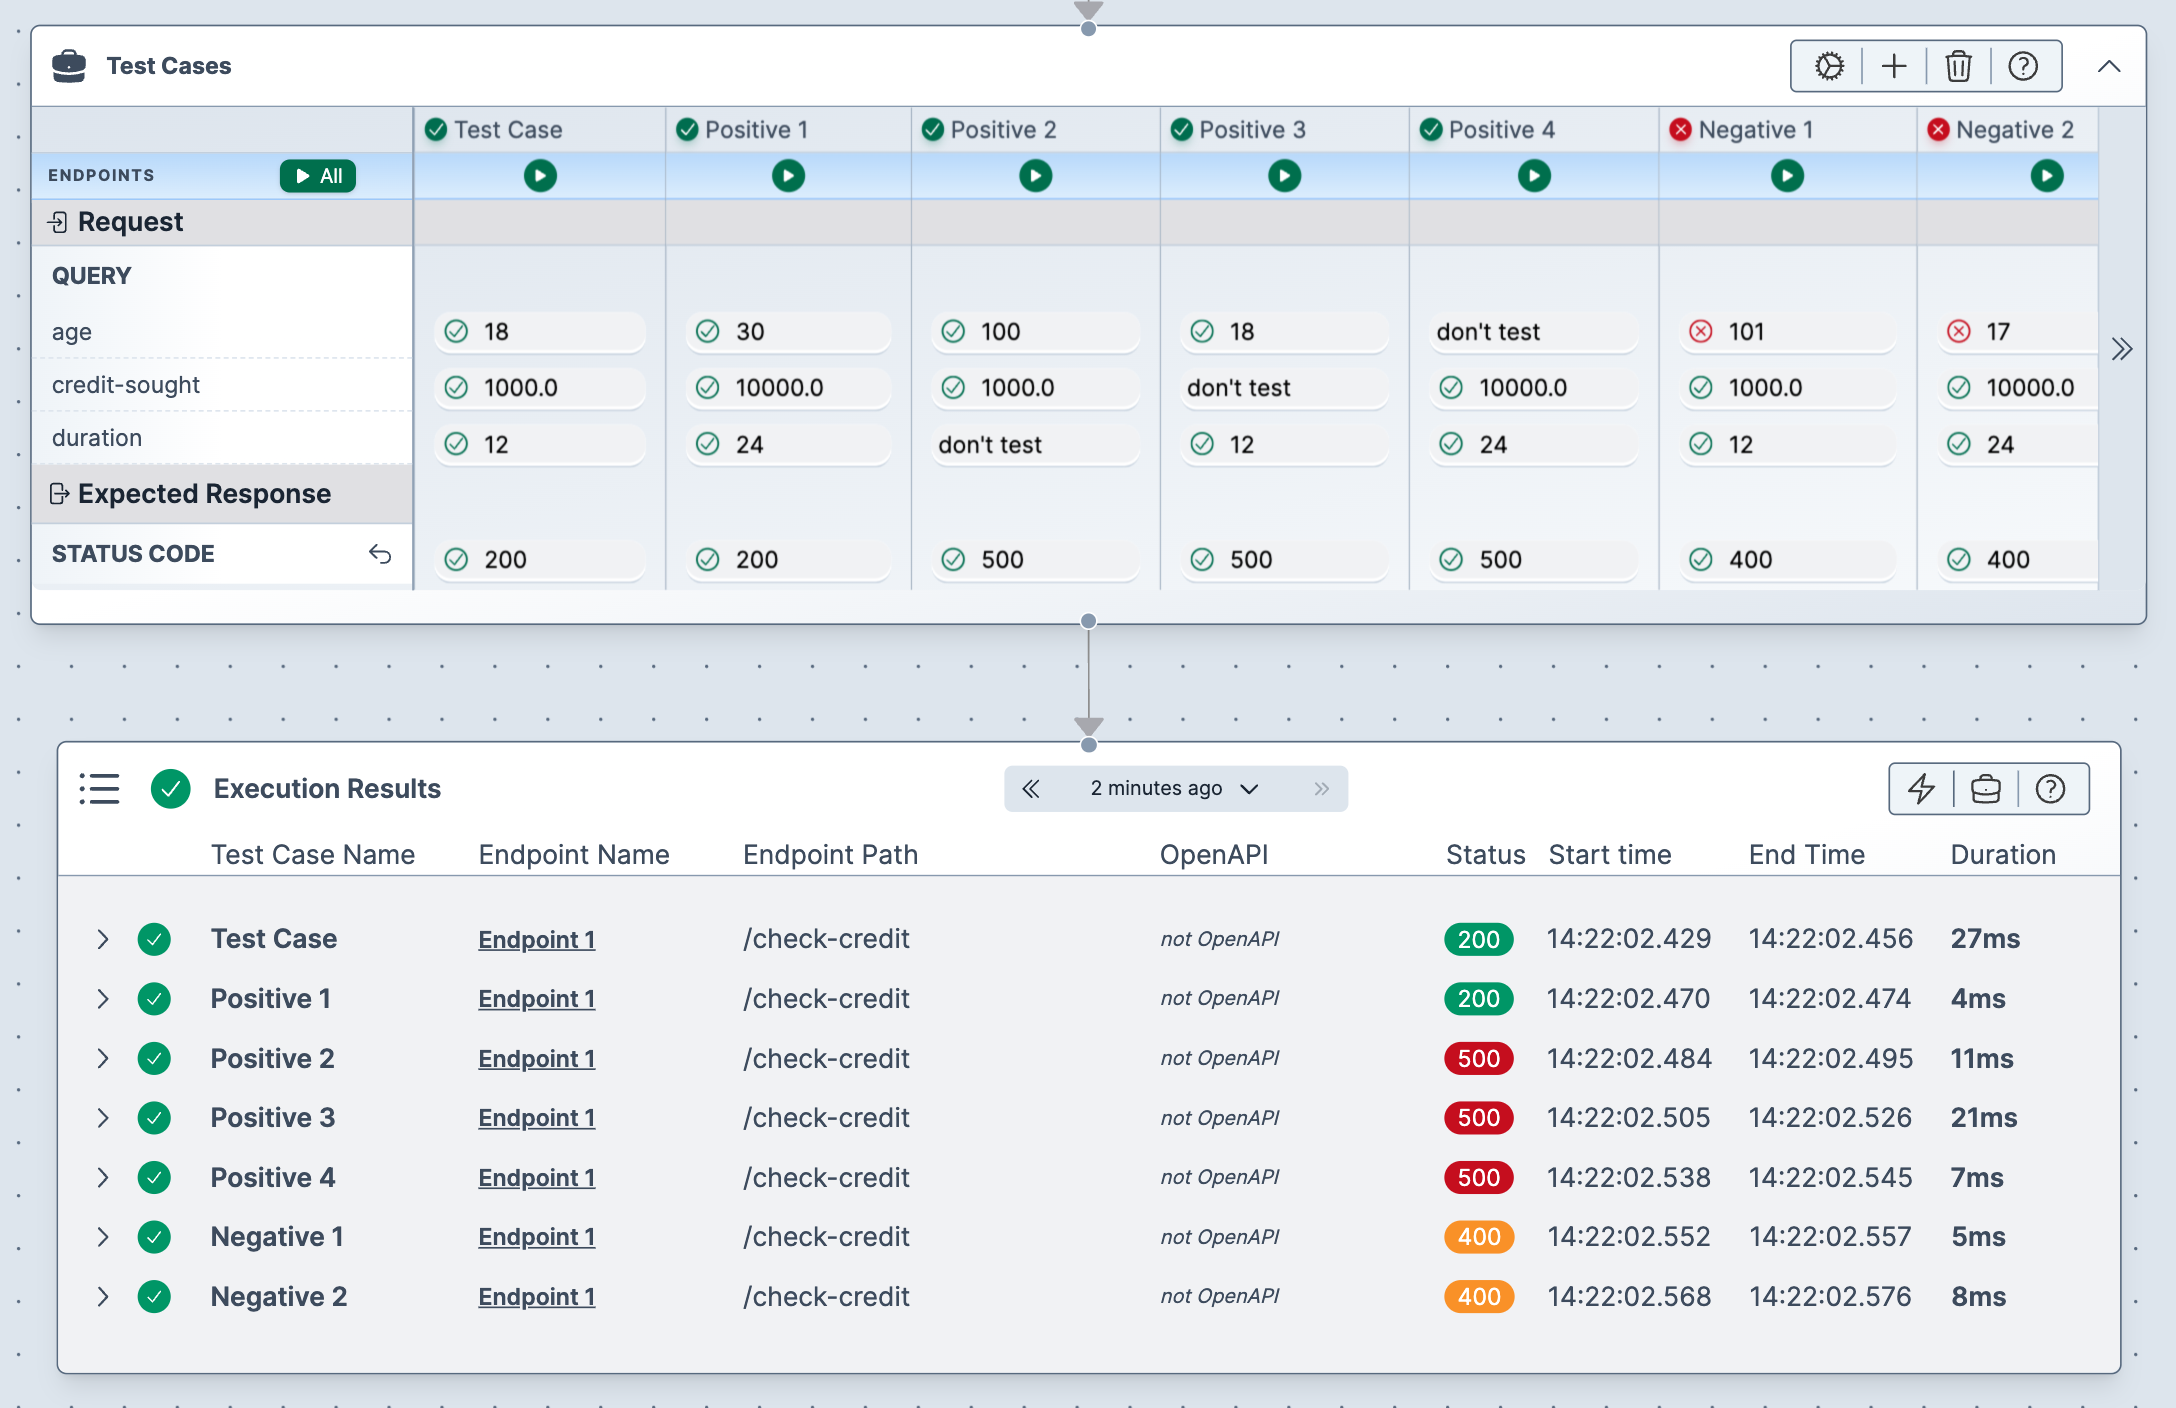 Test Cases
Test Case Positive 1 Positive 2 Positive 3 Positive 4 Negative 1 Negative 2
ENDPOINTS All
Request
QUERY
age 18 30 100 18 don't test 101 17
credit-sought 1000.0 10000.0 1000.0 don't test 10000.0 1000.0 10000.0
duration 12 24 don't test 12 24 12 24
Expected Response
STATUS CODE 200 200 500 500 500 400 400
Execution Results 2 minutes ago
Test Case Name Endpoint Name Endpoint Path OpenAPI Status Start time End Time Duration
Test Case Endpoint 1 /check-credit not OpenAPI 200 14:22:02.429 14:22:02.456 27ms
Positive 1 Endpoint 1 /check-credit not OpenAPI 200 14:22:02.470 14:22:02.474 4ms
Positive 2 Endpoint 1 /check-credit not OpenAPI 500 14:22:02.484 14:22:02.495 11ms
Positive 3 Endpoint 1 /check-credit not OpenAPI 500 14:22:02.505 14:22:02.526 21ms
Positive 4 Endpoint 1 /check-credit not OpenAPI 500 14:22:02.538 14:22:02.545 7ms
Negative 1 Endpoint 1 /check-credit not OpenAPI 400 14:22:02.552 14:22:02.557 5ms
Negative 2 Endpoint 1 /check-credit not OpenAPI 400 14:22:02.568 14:22:02.576 8ms